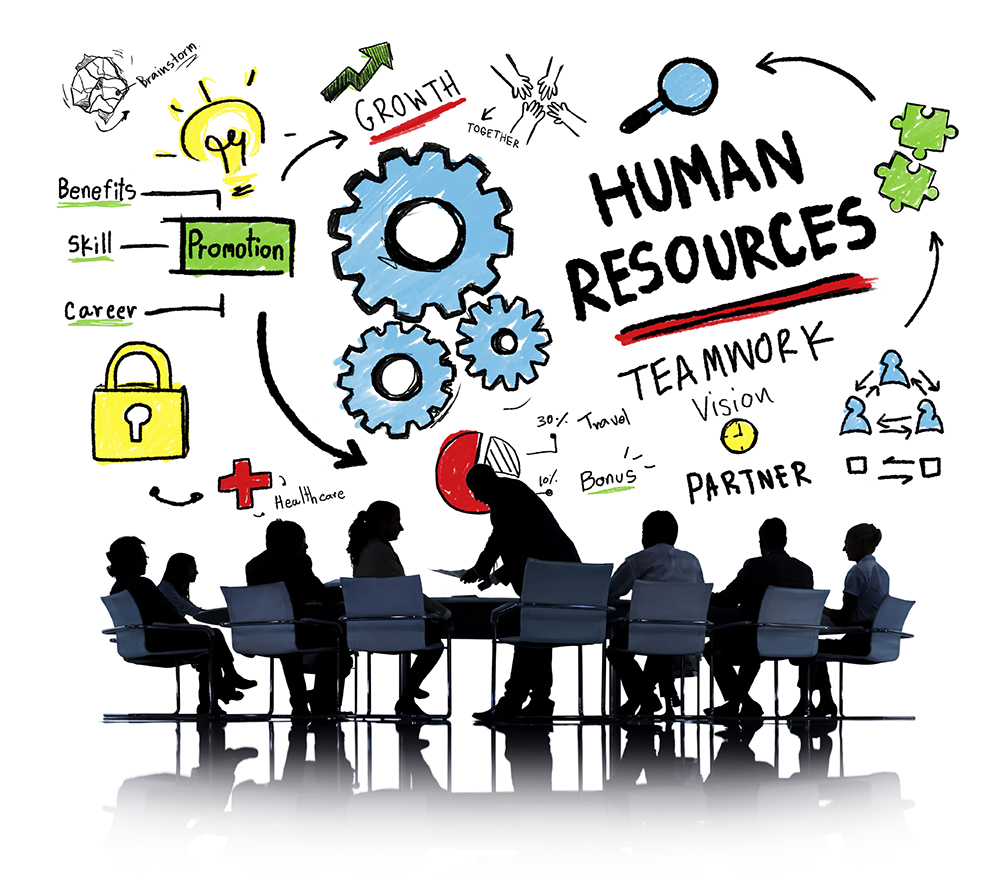 Brainstorm.
GROWTH
TOGETHER
HUMAN
RESOURCES
Benefits
Skill
Promotion
Career
TEAMWORK
Vision
30% Travel
10% Bonus
PARTNER
Healthcare